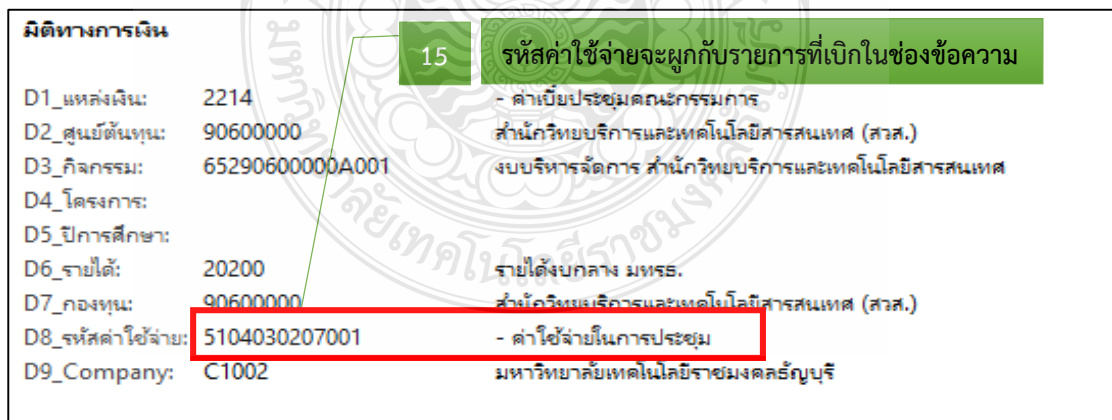 มิติทางการเงิน
15 รหัสค่าใช้จ่ายจะผูกกับรายการที่เบิกในช่องข้อความ
D1_แหล่งเงิน: 2214 - ค่าเบี้ยประชุมคณะกรรมการ
D2_ศูนย์ต้นทุน: 90600000 สำนักวิทยบริการและเทคโนโลยีสารสนเทศ (สวส.)
D3_กิจกรรม: 65290600000A001 งบบริหารจัดการ สำนักวิทยบริการและเทคโนโลยีสารสนเทศ
D4_โครงการ:
D5_ปีการศึกษา:
D6_รายได้: 20200 รายได้งบกลาง มทรธ.
D7_กองทุน: 90600000 สำนักวิทยบริการและเทคโนโลยีสารสนเทศ (สวส.)
D8_รหัสค่าใช้จ่าย: 5104030207001 - ค่าใช้จ่ายในการประชุม
D9_Company: C1002 มหาวิทยาลัยเทคโนโลยีราชมงคลธัญบุรี